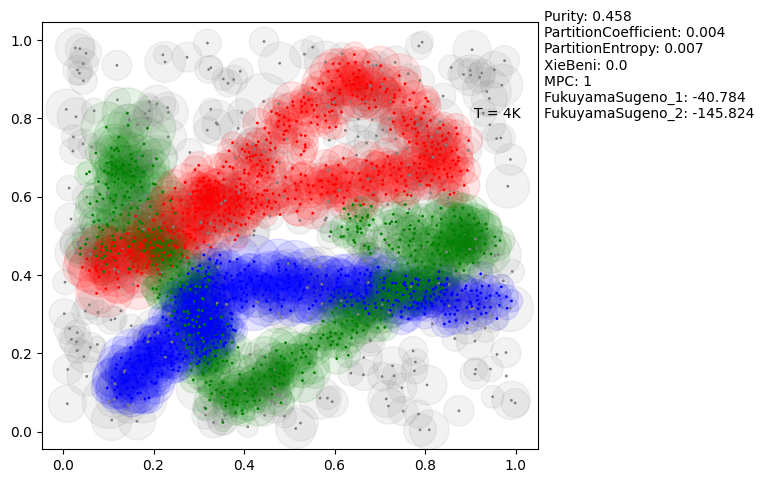 Purity: 0.458
PartitionCoefficient: 0.004
PartitionEntropy: 0.007
XieBeni: 0.0
MPC: 1
FukuyamaSugeno_1: -40.784
FukuyamaSugeno_2: -145.824
T = 4K
1.0
0.8
0.6
0.4
0.2
0.0
0.0 0.2 0.4 0.6 0.8 1.0